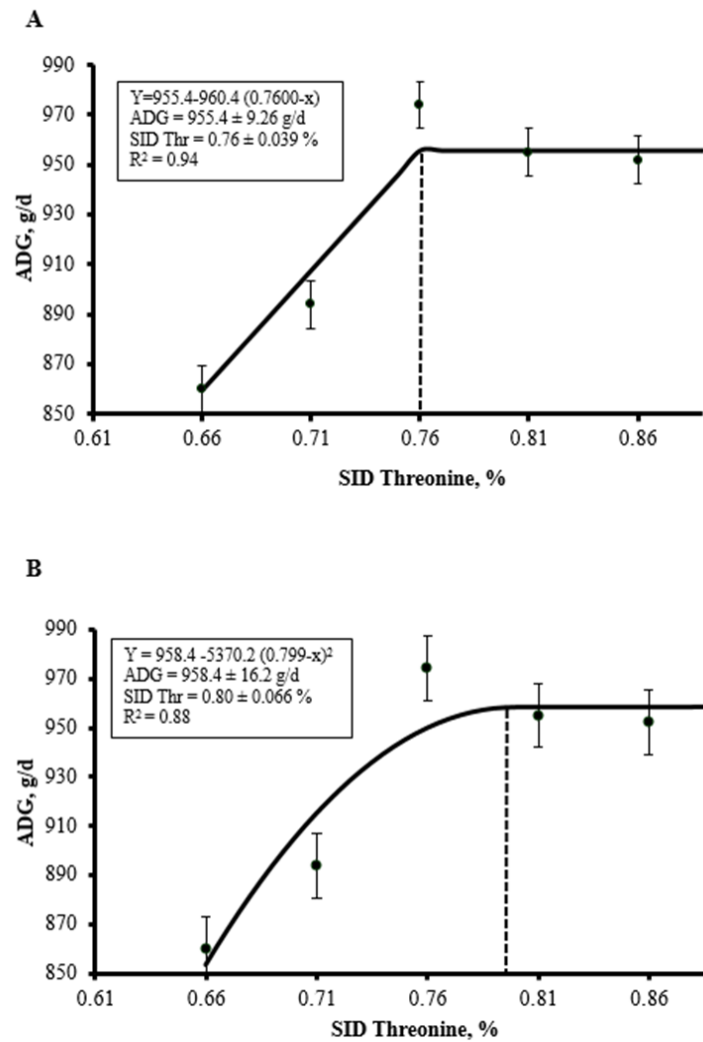 A
990
970
950
930
910
890
870
850
ADG, g/d
Y=955.4-960.4 (0.7600-x)
ADG = 955.4 ± 9.26 g/d
SID Thr = 0.76 ± 0.039 %
R² = 0.94
0.61 0.66 0.71 0.76 0.81 0.86
SID Threonine, %
B
990
970
950
930
910
890
870
850
ADG, g/d
Y = 958.4 -5370.2 (0.799-x)²
ADG = 958.4 ± 16.2 g/d
SID Thr = 0.80 ± 0.066 %
R² = 0.88
0.61 0.66 0.71 0.76 0.81 0.86
SID Threonine, %